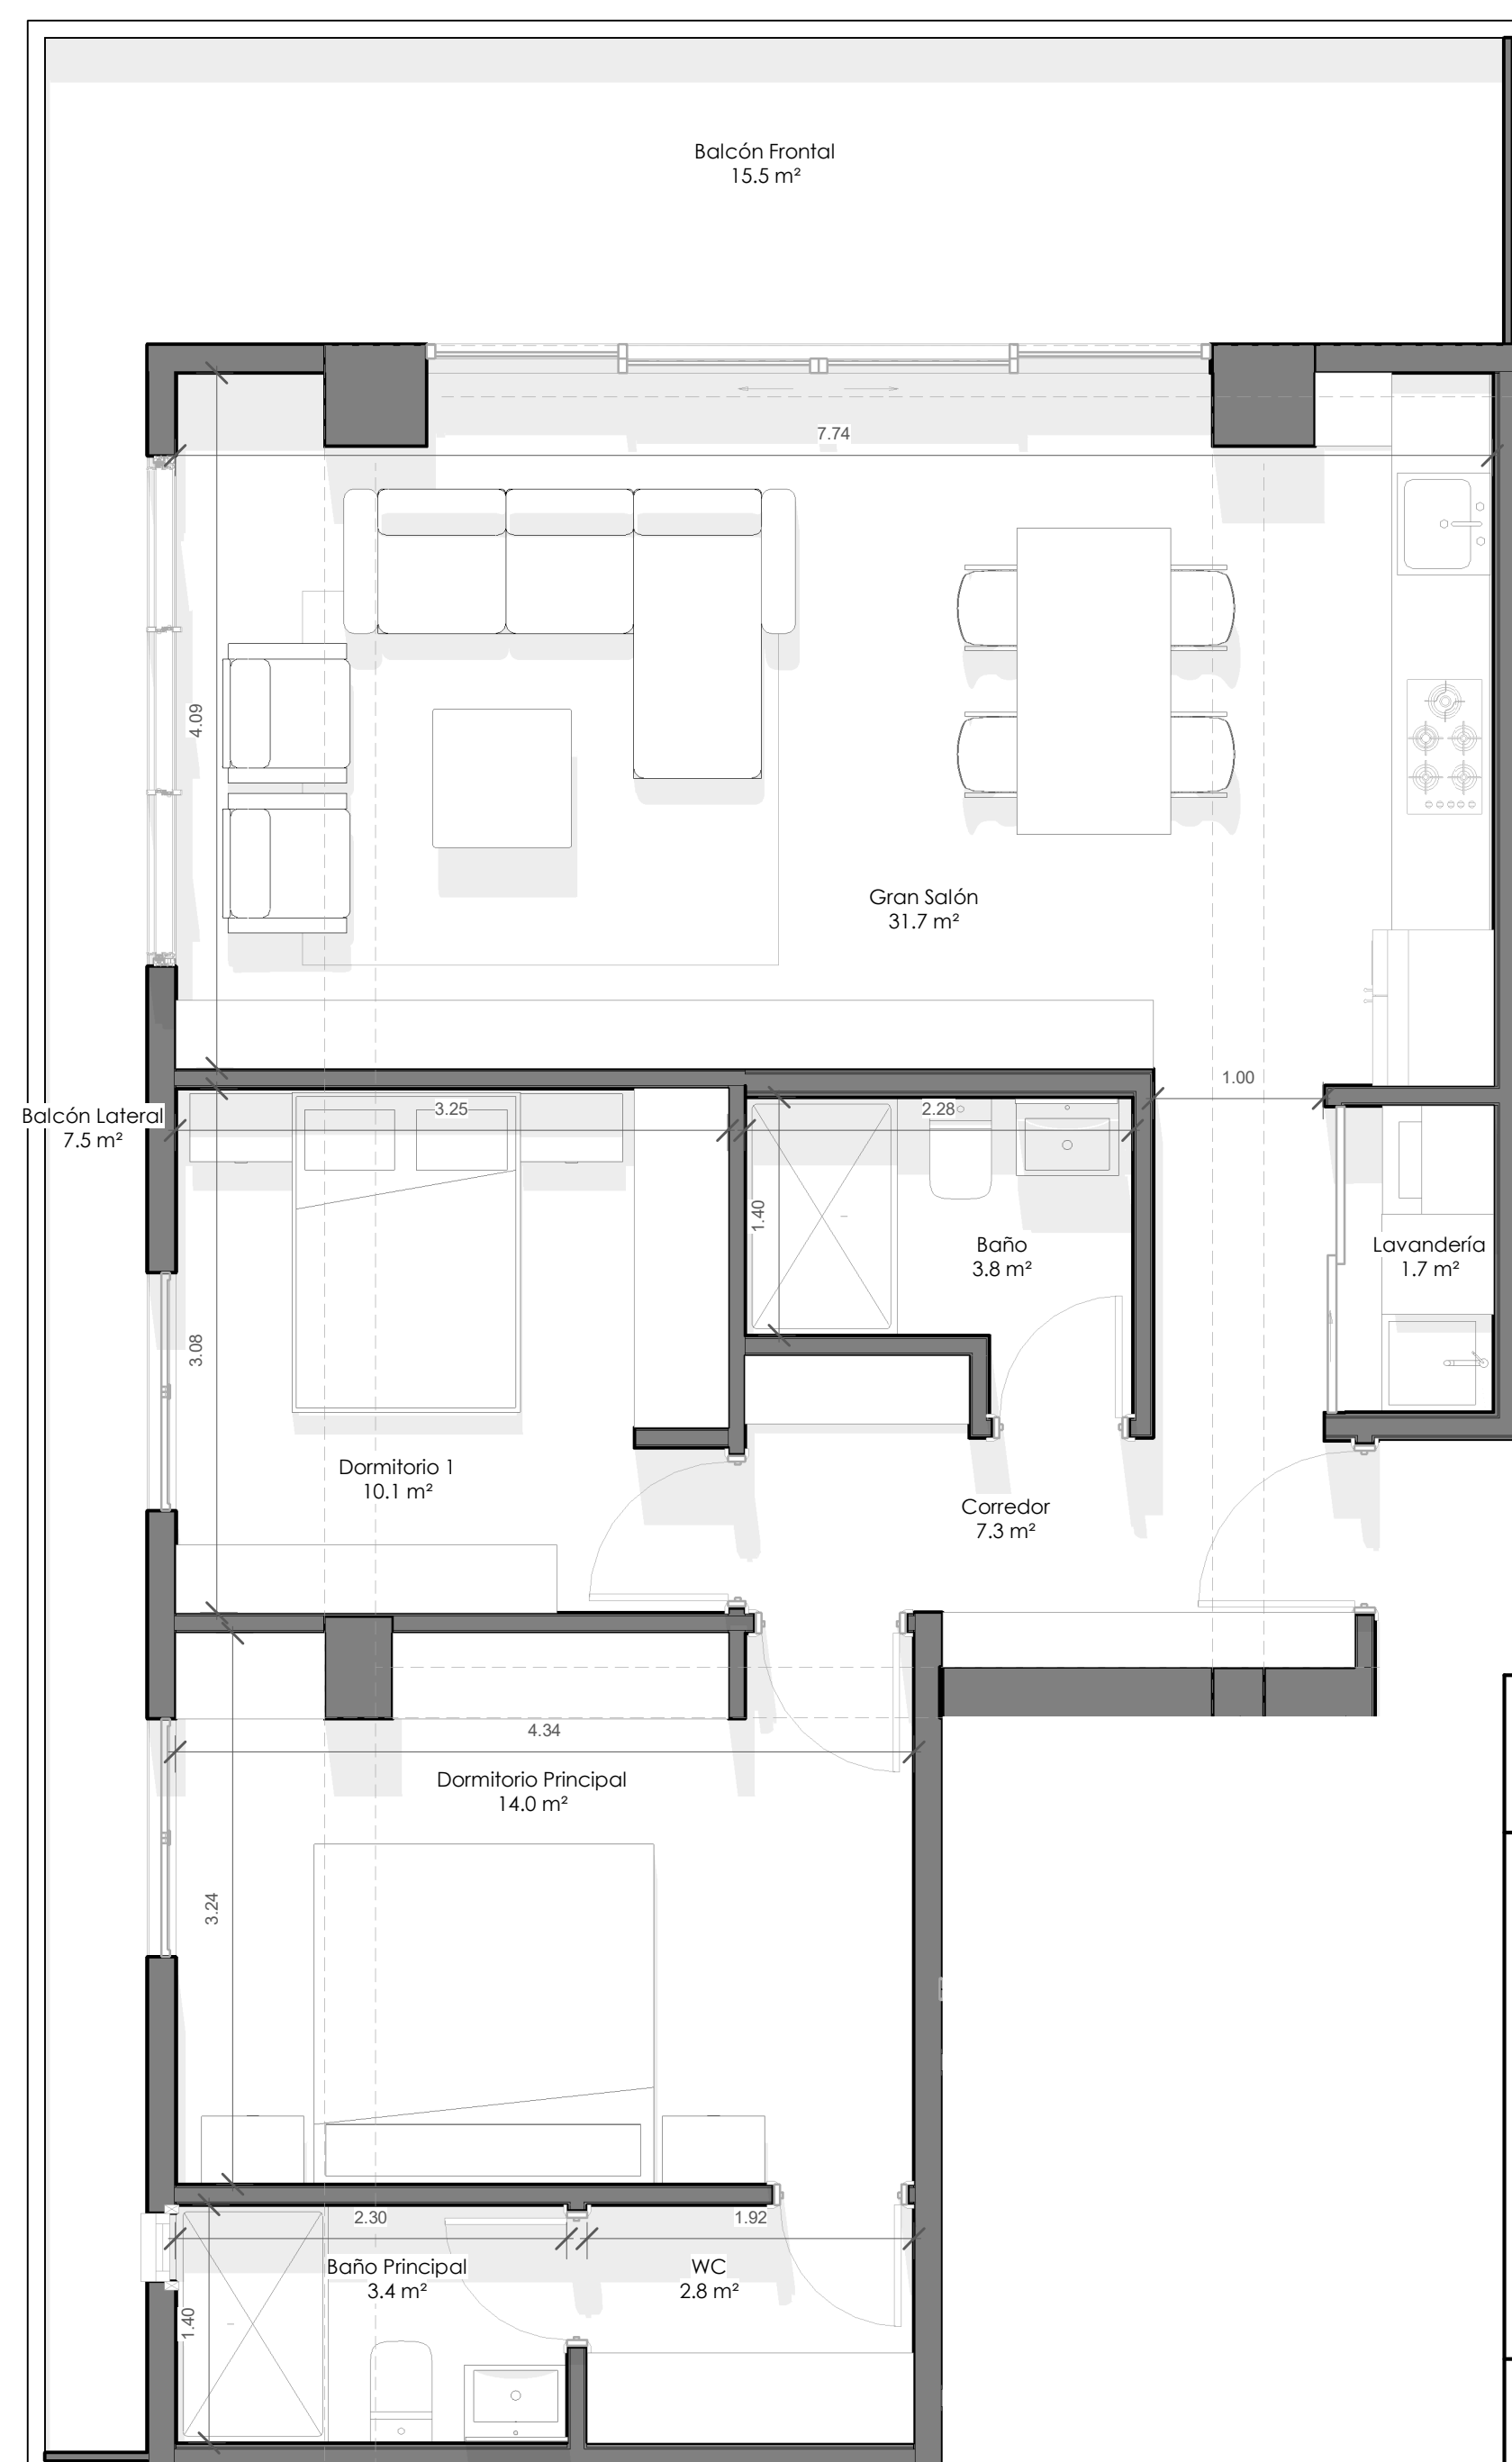 Balcón Frontal
15.5 m²
7.74
4.09
Gran Salón
31.7 m²
1.00
Balcón Lateral
7.5 m²
3.25
2.28
1.40
Baño
3.8 m²
Lavandería
1.7 m²
3.08
Dormitorio 1
10.1 m²
Corredor
7.3 m²
4.34
Dormitorio Principal
14.0 m²
3.24
2.30
1.92
Baño Principal
3.4 m²
WC
2.8 m²
1.40